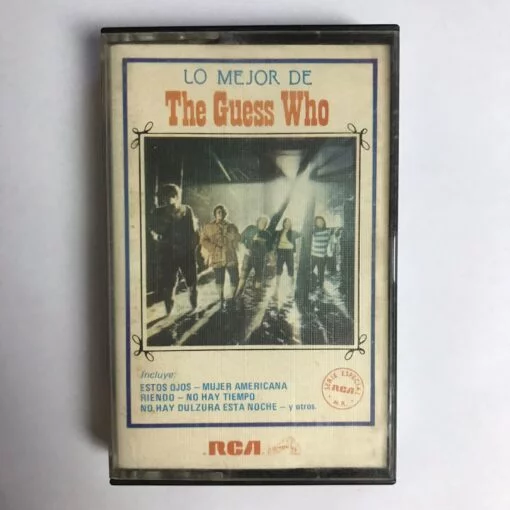 LO MEJOR DE
The Guess Who
Incluye:
ESTOS OJOS – MUJER AMERICANA
RIENDO – NO HAY TIEMPO
NO, HAY DULZURA ESTA NOCHE – y otros.
SERIE ESPECIAL
RCA
M.R.
RCA